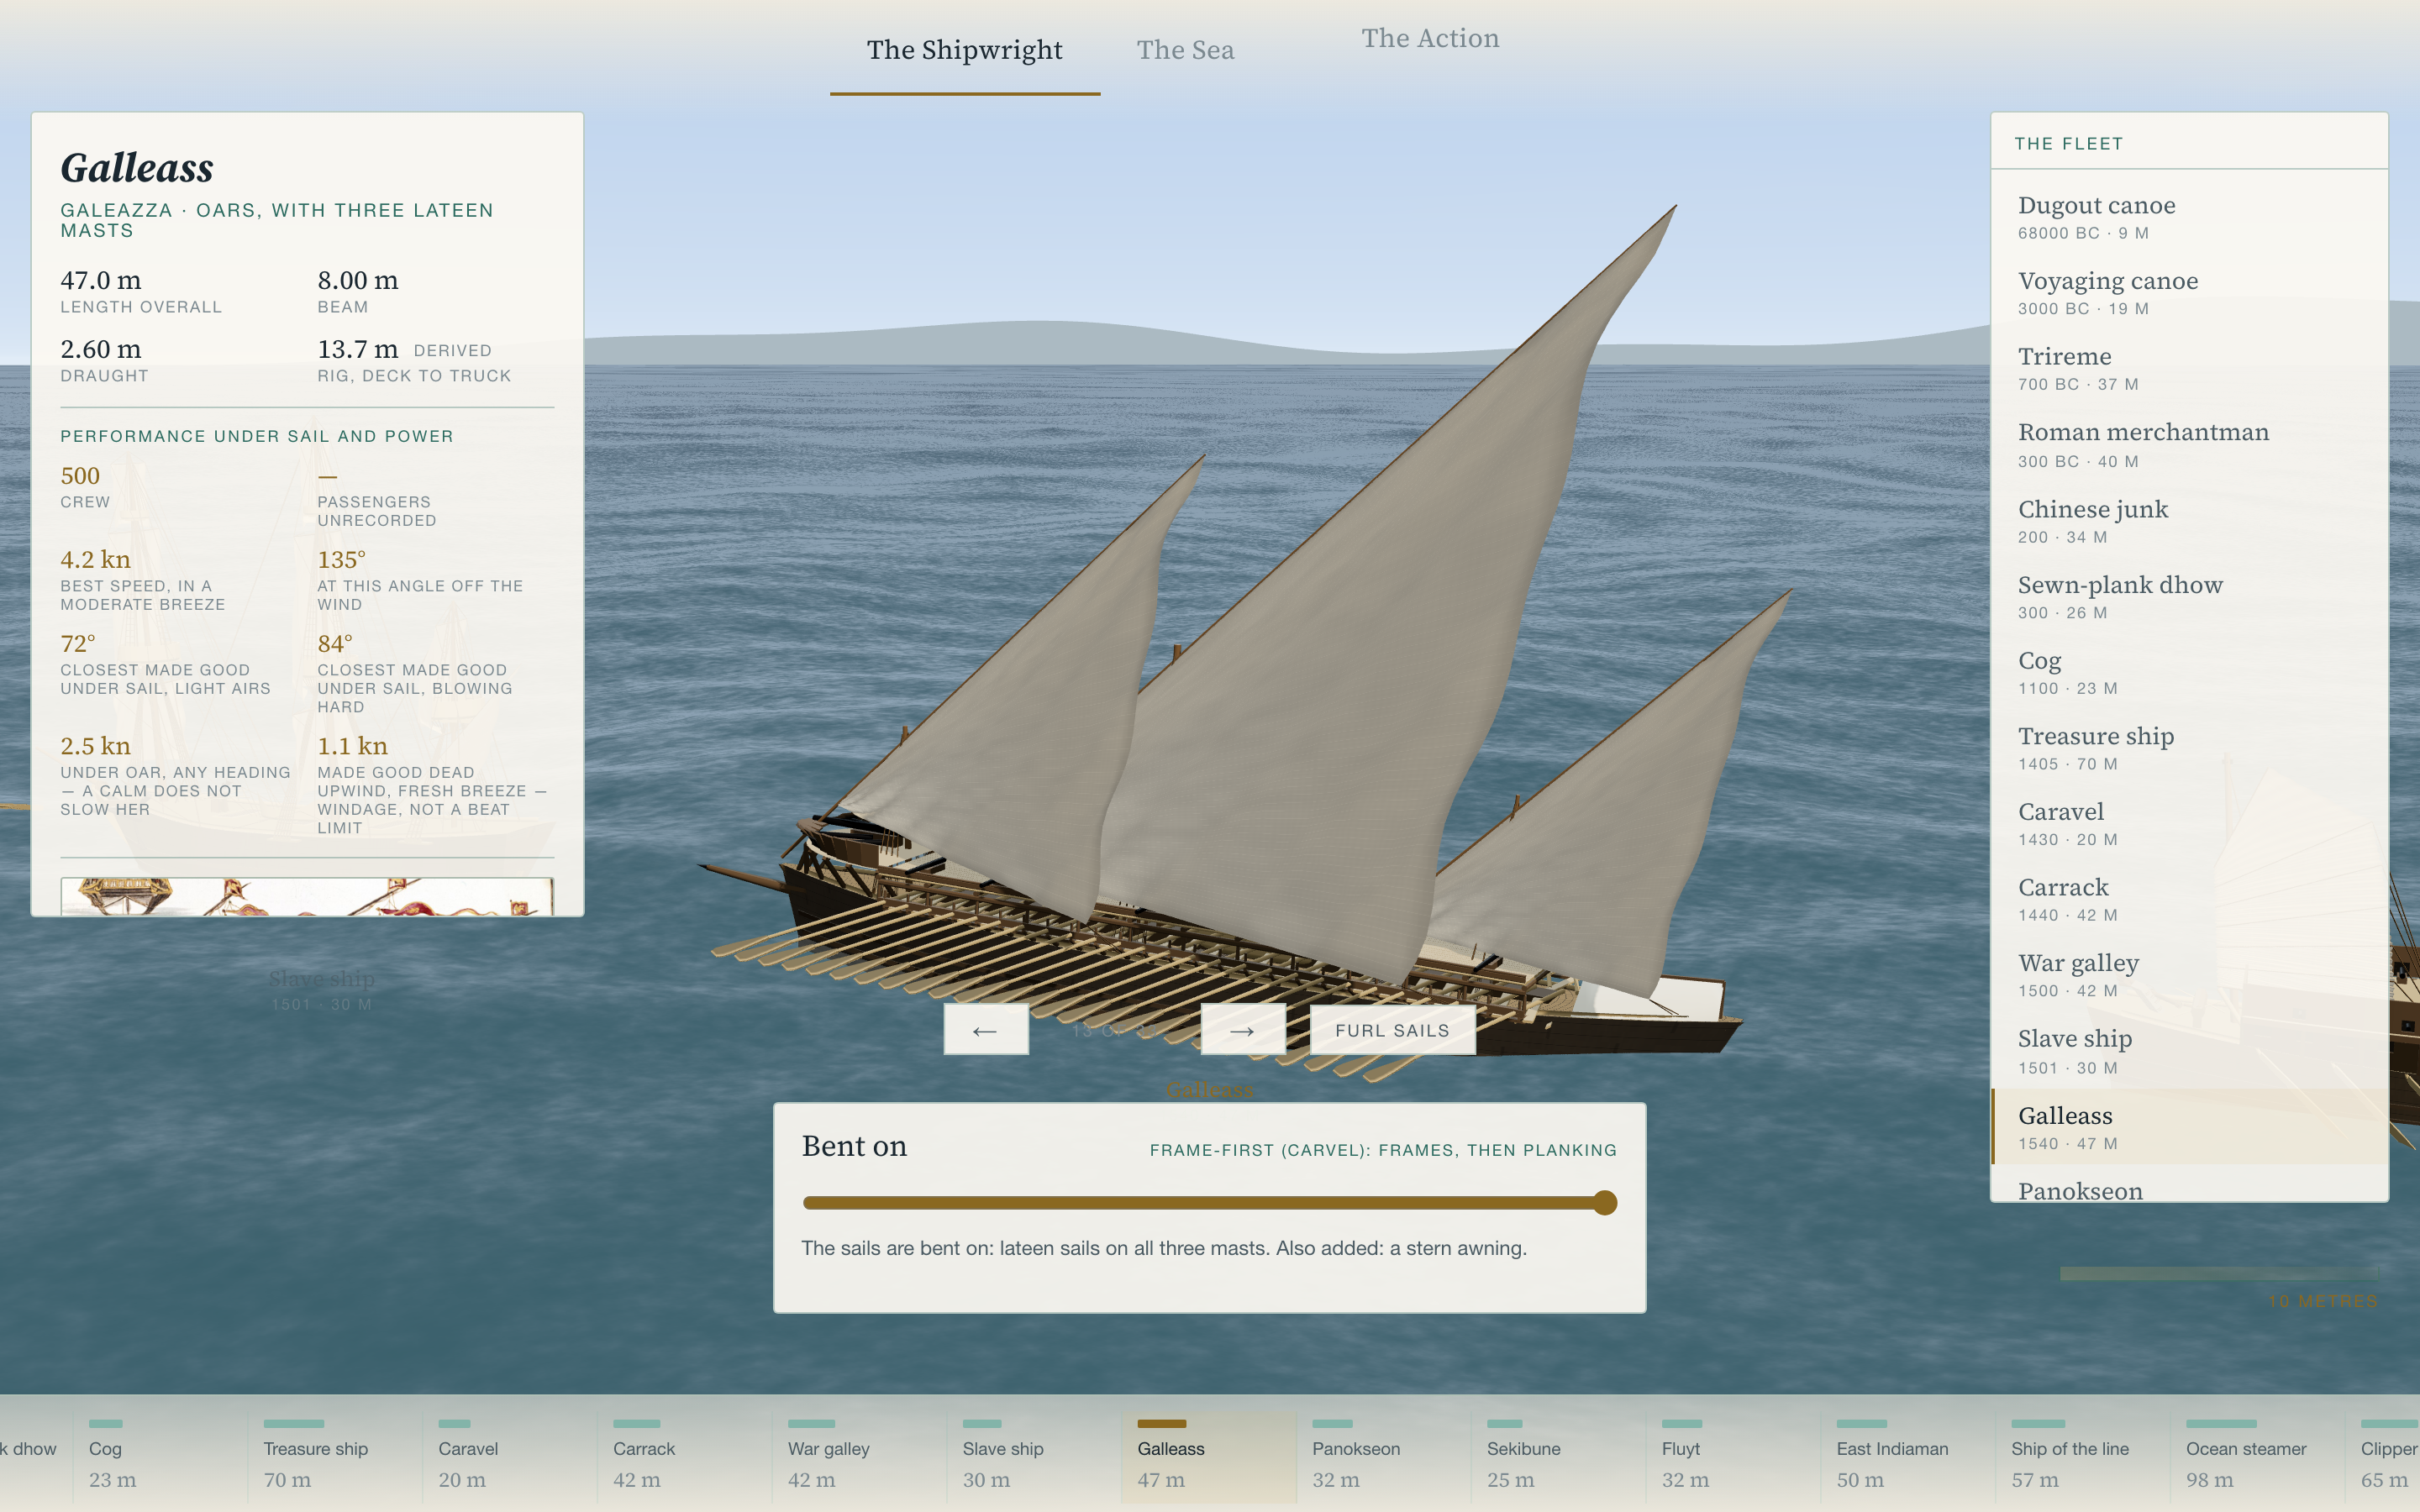 The Shipwright
The Sea
The Action
Galleass
GALEAZZA · OARS, WITH THREE LATEEN
MASTS
47.0 m
LENGTH OVERALL
8.00 m
BEAM
2.60 m
DRAUGHT
13.7 m DERIVED
RIG, DECK TO TRUCK
PERFORMANCE UNDER SAIL AND POWER
500
CREW
—
PASSENGERS
UNRECORDED
4.2 kn
BEST SPEED, IN A
MODERATE BREEZE
135°
AT THIS ANGLE OFF THE
WIND
72°
CLOSEST MADE GOOD
UNDER SAIL, LIGHT AIRS
84°
CLOSEST MADE GOOD
UNDER SAIL, BLOWING
HARD
2.5 kn
UNDER OAR, ANY HEADING
— A CALM DOES NOT
SLOW HER
1.1 kn
MADE GOOD DEAD
UPWIND, FRESH BREEZE —
WINDAGE, NOT A BEAT
LIMIT
Slave ship
1501 · 30 M
←
13 OF
→
FURL SAILS
Galleass
Bent on
FRAME-FIRST (CARVEL): FRAMES, THEN PLANKING
The sails are bent on: lateen sails on all three masts. Also added: a stern awning.
THE FLEET
Dugout canoe
68000 BC · 9 M
Voyaging canoe
3000 BC · 19 M
Trireme
700 BC · 37 M
Roman merchantman
300 BC · 40 M
Chinese junk
200 · 34 M
Sewn-plank dhow
300 · 26 M
Cog
1100 · 23 M
Treasure ship
1405 · 70 M
Caravel
1430 · 20 M
Carrack
1440 · 42 M
War galley
1500 · 42 M
Slave ship
1501 · 30 M
Galleass
1540 · 47 M
Panokseon
10 METRES
k dhow
Cog
23 m
Treasure ship
70 m
Caravel
20 m
Carrack
42 m
War galley
42 m
Slave ship
30 m
Galleass
47 m
Panokseon
32 m
Sekibune
25 m
Fluyt
32 m
East Indiaman
50 m
Ship of the line
57 m
Ocean steamer
98 m
Clipper
65 m